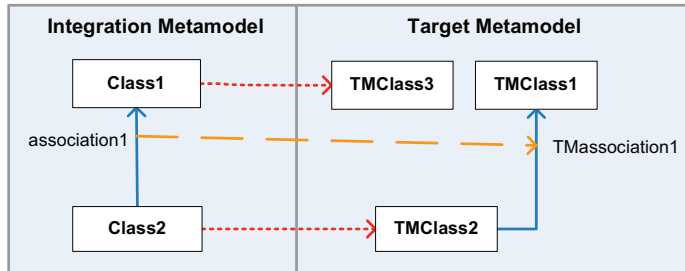 Integration Metamodel
Target Metamodel
Class1
TMClass3
TMClass1
association1
TMassociation1
Class2
TMClass2